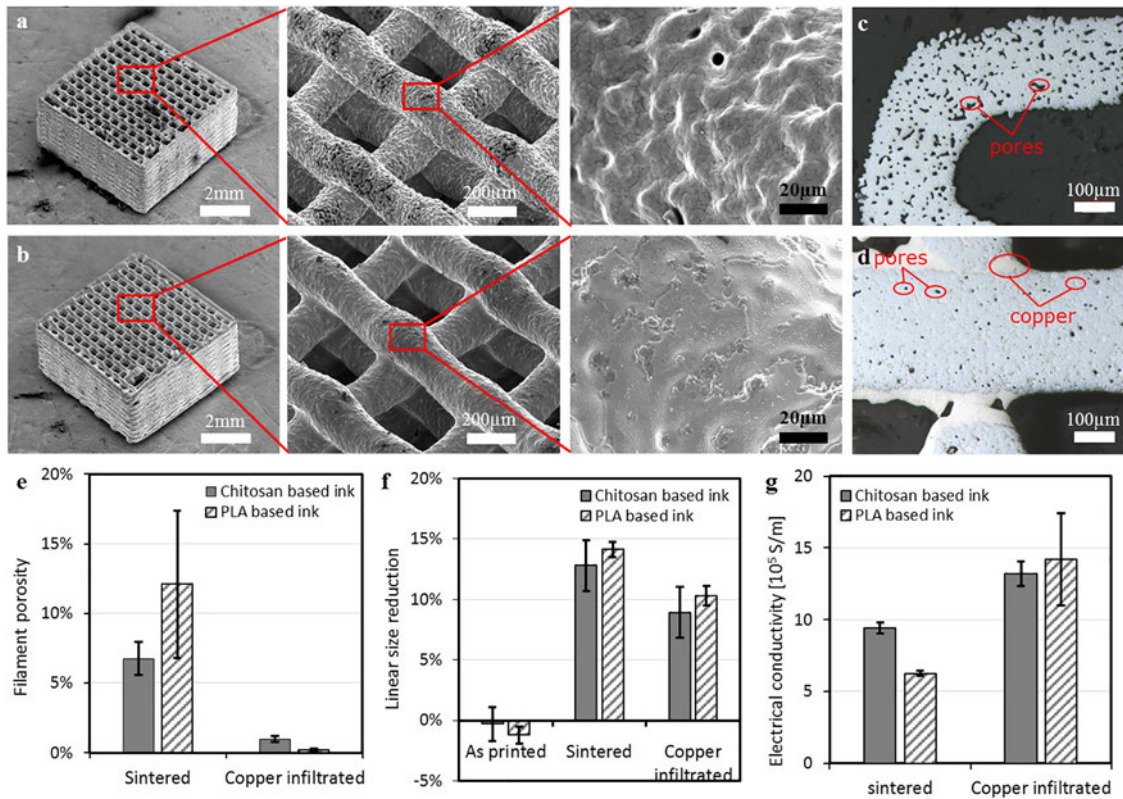 a
2mm
200µm
20µm
c
pores
100µm
b
2mm
200µm
20µm
d
pores
copper
100µm
e
20%
15%
10%
5%
0%
Filament porosity
Chitosan based ink
PLA based ink
Sintered
Copper infiltrated
f
20%
15%
10%
5%
0%
-5%
Linear size reduction
Chitosan based ink
PLA based ink
As printed
Sintered
Copper
infiltrated
g
20
15
10
5
0
Electrical conductivity [10⁵ S/m]
Chitosan based ink
PLA based ink
sintered
Copper infiltrated